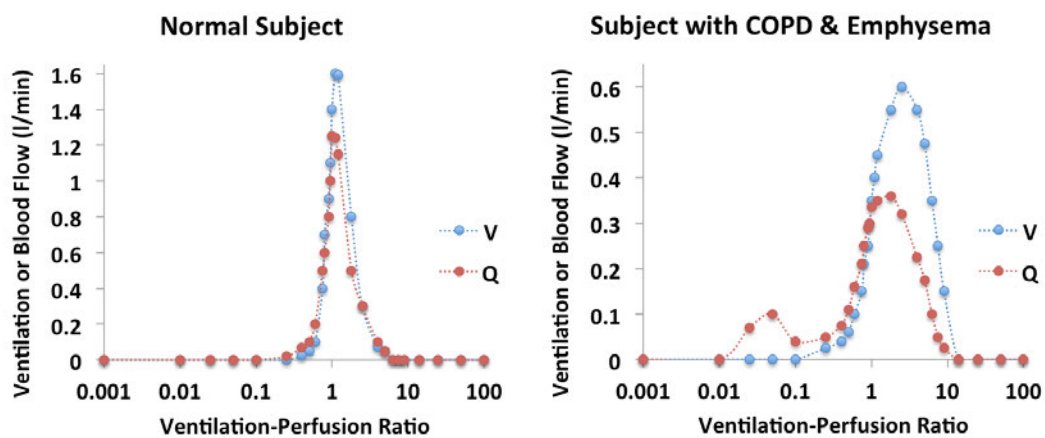 Normal Subject
Ventilation or Blood Flow (l/min)
1.6
1.4
1.2
1
0.8
0.6
0.4
0.2
0
0.001
0.01
0.1
1
10
100
Ventilation-Perfusion Ratio
V
Q
Subject with COPD & Emphysema
Ventilation or Blood Flow (l/min)
0.6
0.5
0.4
0.3
0.2
0.1
0
0.001
0.01
0.1
1
10
100
Ventilation-Perfusion Ratio
V
Q